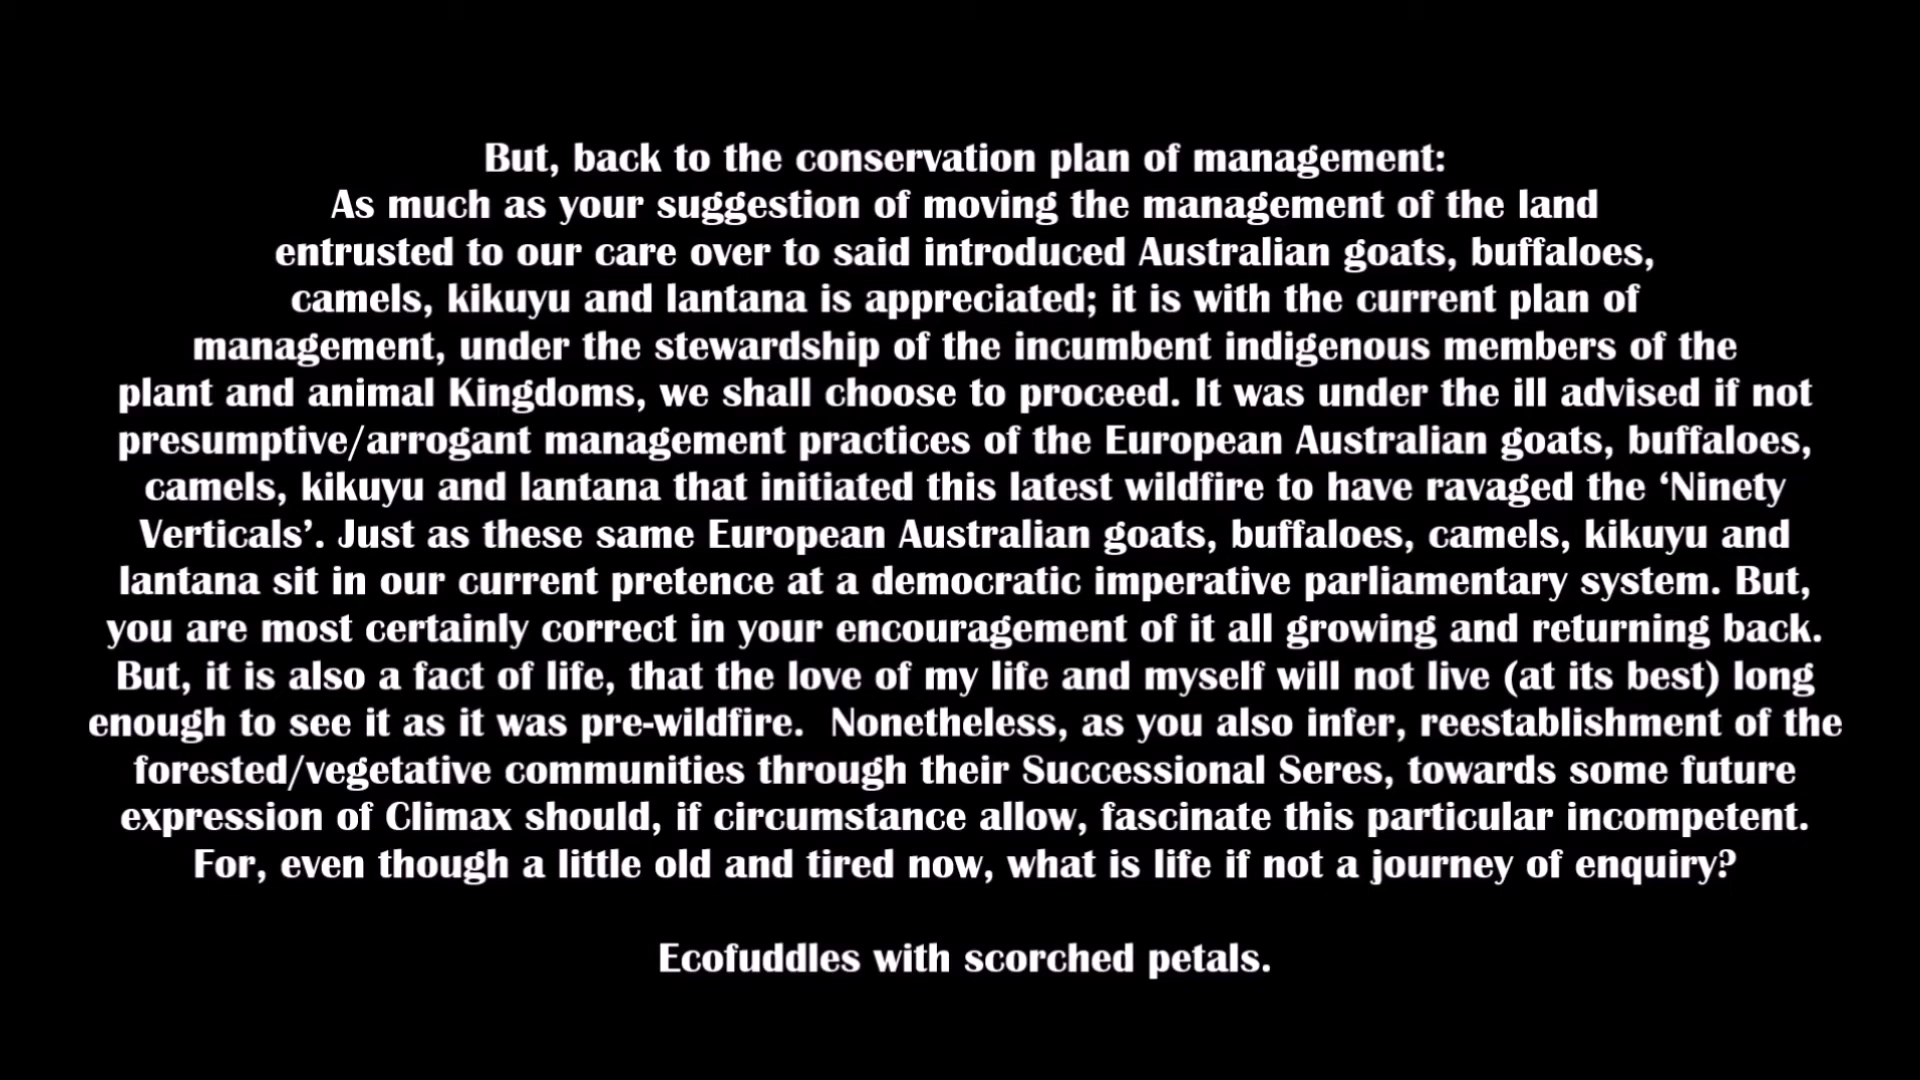 But, back to the conservation plan of management:
As much as your suggestion of moving the management of the land
entrusted to our care over to said introduced Australian goats, buffaloes,
camels, kikuyu and lantana is appreciated; it is with the current plan of
management, under the stewardship of the incumbent indigenous members of the
plant and animal Kingdoms, we shall choose to proceed. It was under the ill advised if not
presumptive/arrogant management practices of the European Australian goats, buffaloes,
camels, kikuyu and lantana that initiated this latest wildfire to have ravaged the ‘Ninety
Verticals’. Just as these same European Australian goats, buffaloes, camels, kikuyu and
lantana sit in our current pretence at a democratic imperative parliamentary system. But,
you are most certainly correct in your encouragement of it all growing and returning back.
But, it is also a fact of life, that the love of my life and myself will not live (at its best) long
enough to see it as it was pre-wildfire.  Nonetheless, as you also infer, reestablishment of the
forested/vegetative communities through their Successional Seres, towards some future
expression of Climax should, if circumstance allow, fascinate this particular incompetent.
For, even though a little old and tired now, what is life if not a journey of enquiry?
Ecofuddles with scorched petals.